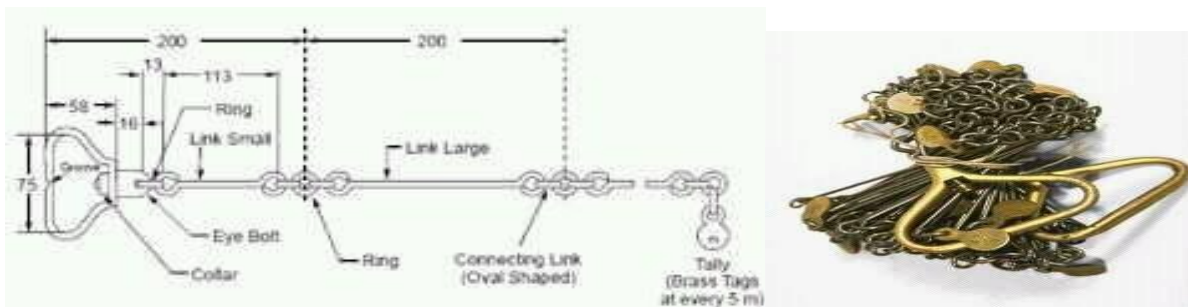 200
200
13
113
58
Ring
16
Link Small
Link Large
Groove
75
Eye Bolt
Collar
Ring
Connecting Link
(Oval Shaped)
Tally
(Brass Tags
at every 5 m)